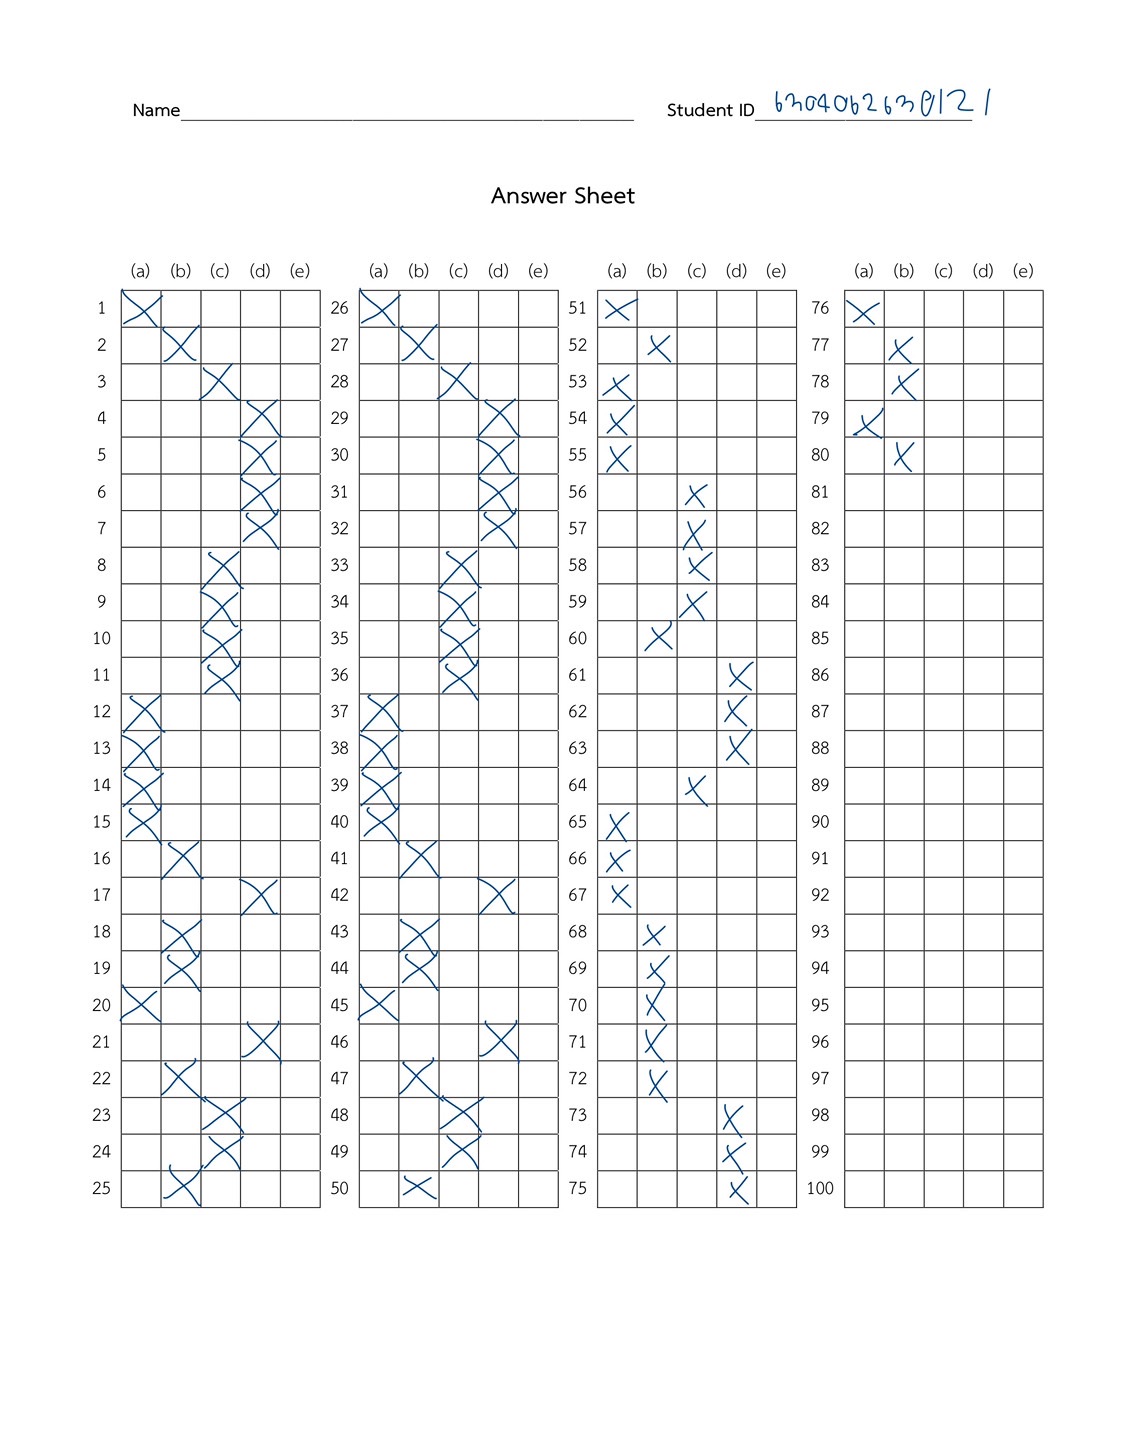 Name Student ID 6304062630121
Answer Sheet
(a) (b) (c) (d) (e) (a) (b) (c) (d) (e) (a) (b) (c) (d) (e) (a) (b) (c) (d) (e)
1 26 51 76
2 27 52 77
3 28 53 78
4 29 54 79
5 30 55 80
6 31 56 81
7 32 57 82
8 33 58 83
9 34 59 84
10 35 60 85
11 36 61 86
12 37 62 87
13 38 63 88
14 39 64 89
15 40 65 90
16 41 66 91
17 42 67 92
18 43 68 93
19 44 69 94
20 45 70 95
21 46 71 96
22 47 72 97
23 48 73 98
24 49 74 99
25 50 75 100